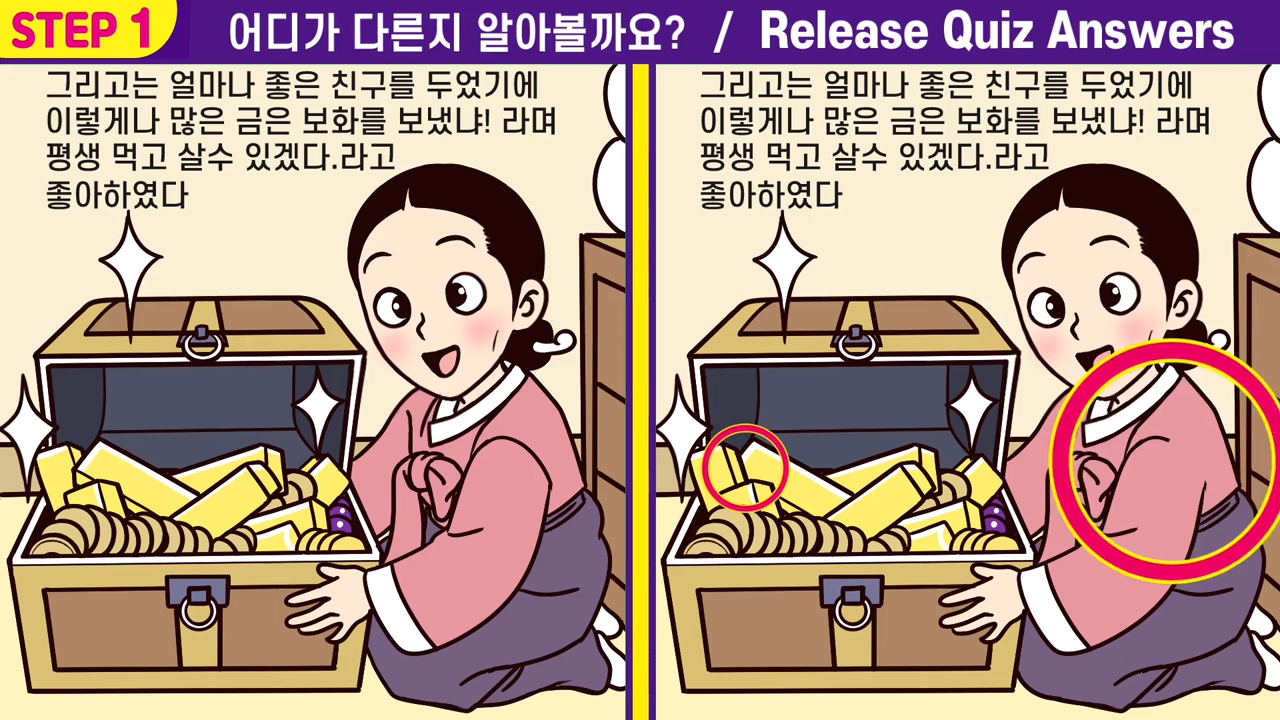 STEP 1
어디가 다른지 알아볼까요? / Release Quiz Answers
그리고는 얼마나 좋은 친구를 두었기에
이렇게나 많은 금은 보화를 보냈냐! 라며
평생 먹고 살수 있겠다.라고
좋아하였다
그리고는 얼마나 좋은 친구를 두었기에
이렇게나 많은 금은 보화를 보냈냐! 라며
평생 먹고 살수 있겠다.라고
좋아하였다